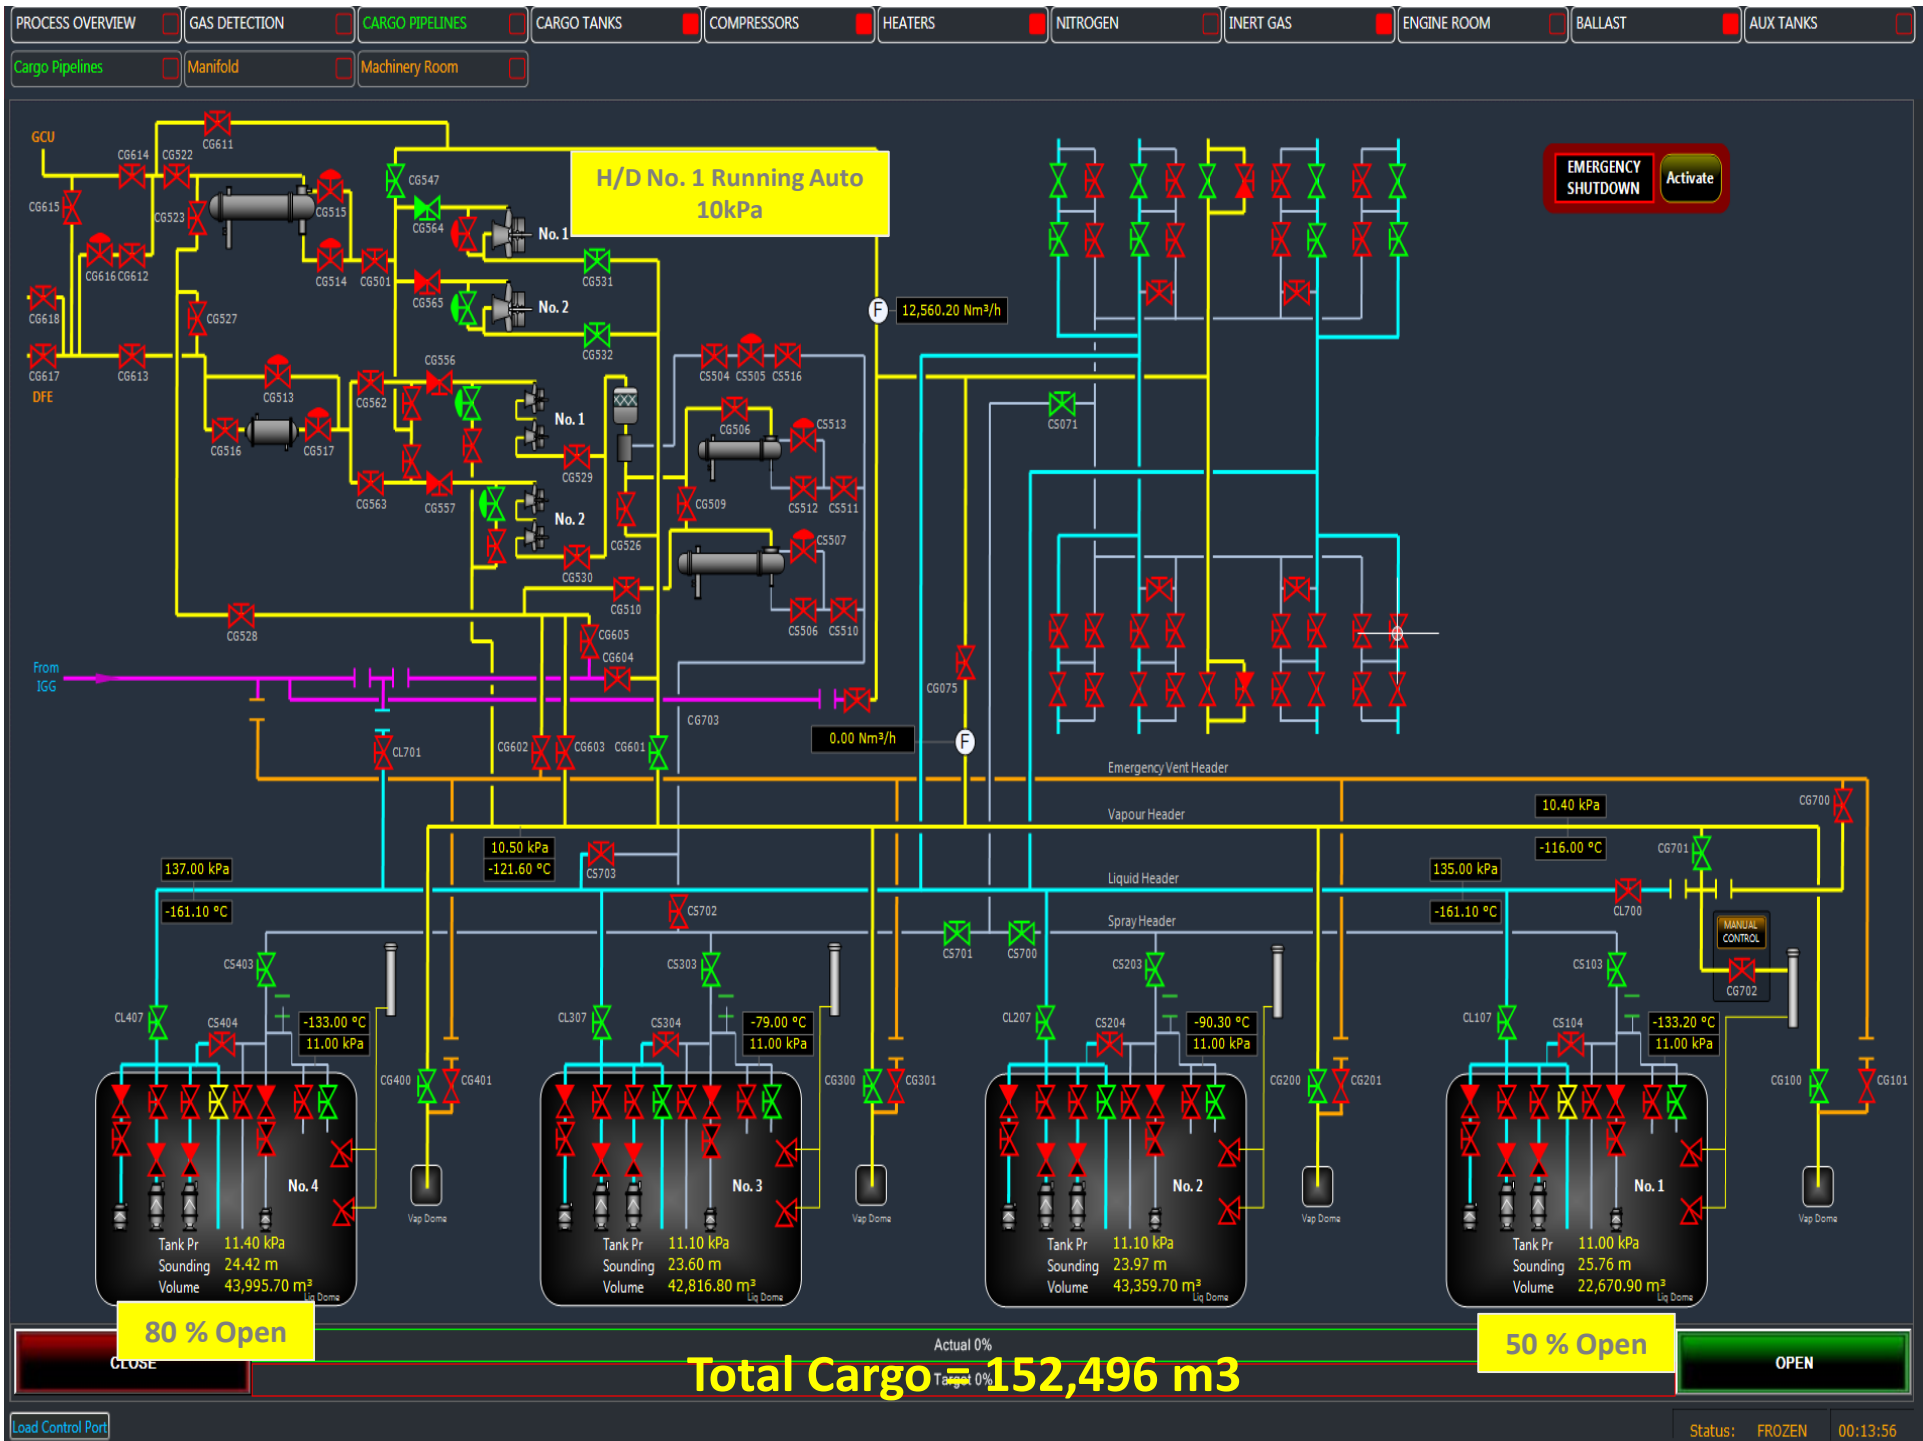 PROCESS OVERVIEW
GAS DETECTION
CARGO PIPELINES
CARGO TANKS
COMPRESSORS
HEATERS
NITROGEN
INERT GAS
ENGINE ROOM
BALLAST
AUX TANKS
Cargo Pipelines
Manifold
Machinery Room
GCU
CG611
CG614
CG522
CG547
H/D No. 1 Running Auto
10kPa
EMERGENCY
SHUTDOWN
Activate
CG615
CG523
CG515
CG564
No. 1
CG616
CG612
CG514
CG501
CG531
CG565
No. 2
CG618
CG527
F
12,560.20 Nm³/h
CG532
CG617
CG613
CG556
CS504
CS505
CS516
DFE
CG513
CG562
No. 1
CG506
CS513
CS071
CG516
CG517
CG529
CG563
CG557
CG509
CS512
CS511
No. 2
CG526
CS507
CG530
CG510
CS506
CS510
CG528
CG605
CG604
From
IGG
CG075
CG703
0.00 Nm³/h
F
CL701
CG602
CG603
CG601
Emergency Vent Header
Vapour Header
10.40 kPa
-116.00 °C
CG700
CG701
10.50 kPa
-121.60 °C
CS703
137.00 kPa
-161.10 °C
Liquid Header
135.00 kPa
-161.10 °C
CL700
CS702
Spray Header
CS701
CS700
MANUAL
CONTROL
CG702
CS403
CS303
CS203
CS103
CL407
CS404
-133.00 °C
11.00 kPa
CL307
CS304
-79.00 °C
11.00 kPa
CL207
CS204
-90.30 °C
11.00 kPa
CL107
CS104
-133.20 °C
11.00 kPa
CG400
CG401
CG300
CG301
CG200
CG201
CG100
CG101
No. 4
Vap Dome
No. 3
Vap Dome
No. 2
Vap Dome
No. 1
Vap Dome
Tank Pr 11.40 kPa
Sounding 24.42 m
Volume 43,995.70 m³
Liq Dome
Tank Pr 11.10 kPa
Sounding 23.60 m
Volume 42,816.80 m³
Liq Dome
Tank Pr 11.10 kPa
Sounding 23.97 m
Volume 43,359.70 m³
Liq Dome
Tank Pr 11.00 kPa
Sounding 25.76 m
Volume 22,670.90 m³
Liq Dome
80 % Open
50 % Open
CLOSE
Actual 0%
Target 0%
Total Cargo = 152,496 m3
OPEN
Load Control Port
Status: FROZEN 00:13:56